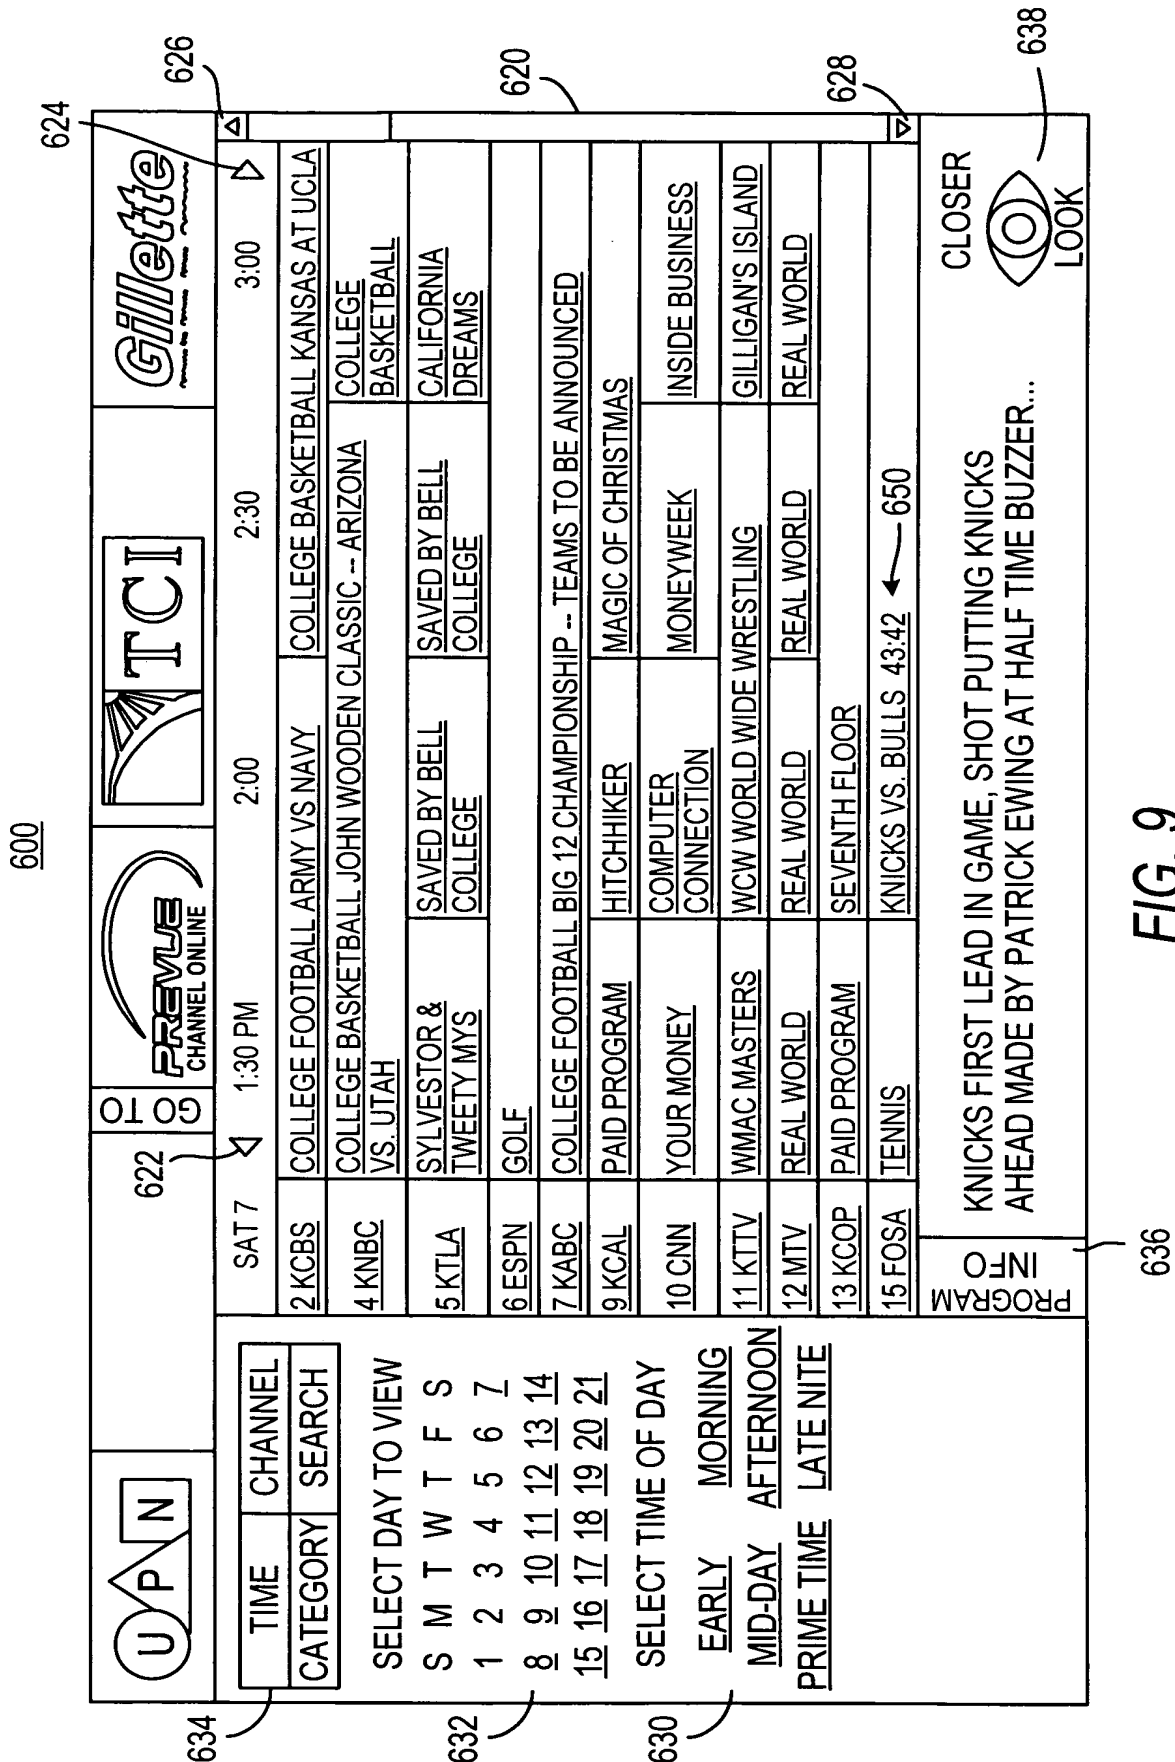 600
U P N
GO TO
PREVUE
CHANNEL ONLINE
TCI
Gillette
624
626
622
634
TIME CHANNEL
CATEGORY SEARCH
SELECT DAY TO VIEW
S M T W T F S
1 2 3 4 5 6 7
8 9 10 11 12 13 14
15 16 17 18 19 20 21
632
SELECT TIME OF DAY
EARLY MORNING
MID-DAY AFTERNOON
PRIME TIME LATE NITE
630
SAT 7 1:30 PM 2:00 2:30 3:00
2 KCBS COLLEGE FOOTBALL ARMY VS NAVY COLLEGE BASKETBALL KANSAS AT UCLA
4 KNBC COLLEGE BASKETBALL JOHN WOODEN CLASSIC -- ARIZONA COLLEGE
VS. UTAH BASKETBALL
5 KTLA SYLVESTOR & SAVED BY BELL SAVED BY BELL CALIFORNIA
TWEETY MYS COLLEGE COLLEGE DREAMS
6 ESPN GOLF
7 KABC COLLEGE FOOTBALL BIG 12 CHAMPIONSHIP -- TEAMS TO BE ANNOUNCED
620
9 KCAL PAID PROGRAM HITCHHIKER MAGIC OF CHRISTMAS
10 CNN YOUR MONEY COMPUTER MONEYWEEK INSIDE BUSINESS
CONNECTION
11 KTTV WMAC MASTERS WCW WORLD WIDE WRESTLING GILLIGAN'S ISLAND
12 MTV REAL WORLD REAL WORLD REAL WORLD REAL WORLD
13 KCOP PAID PROGRAM SEVENTH FLOOR
15 FOSA TENNIS KNICKS VS. BULLS 43:42 650
628
PROGRAM
INFO
KNICKS FIRST LEAD IN GAME, SHOT PUTTING KNICKS
AHEAD MADE BY PATRICK EWING AT HALF TIME BUZZER...
CLOSER
LOOK
638
636
FIG. 9